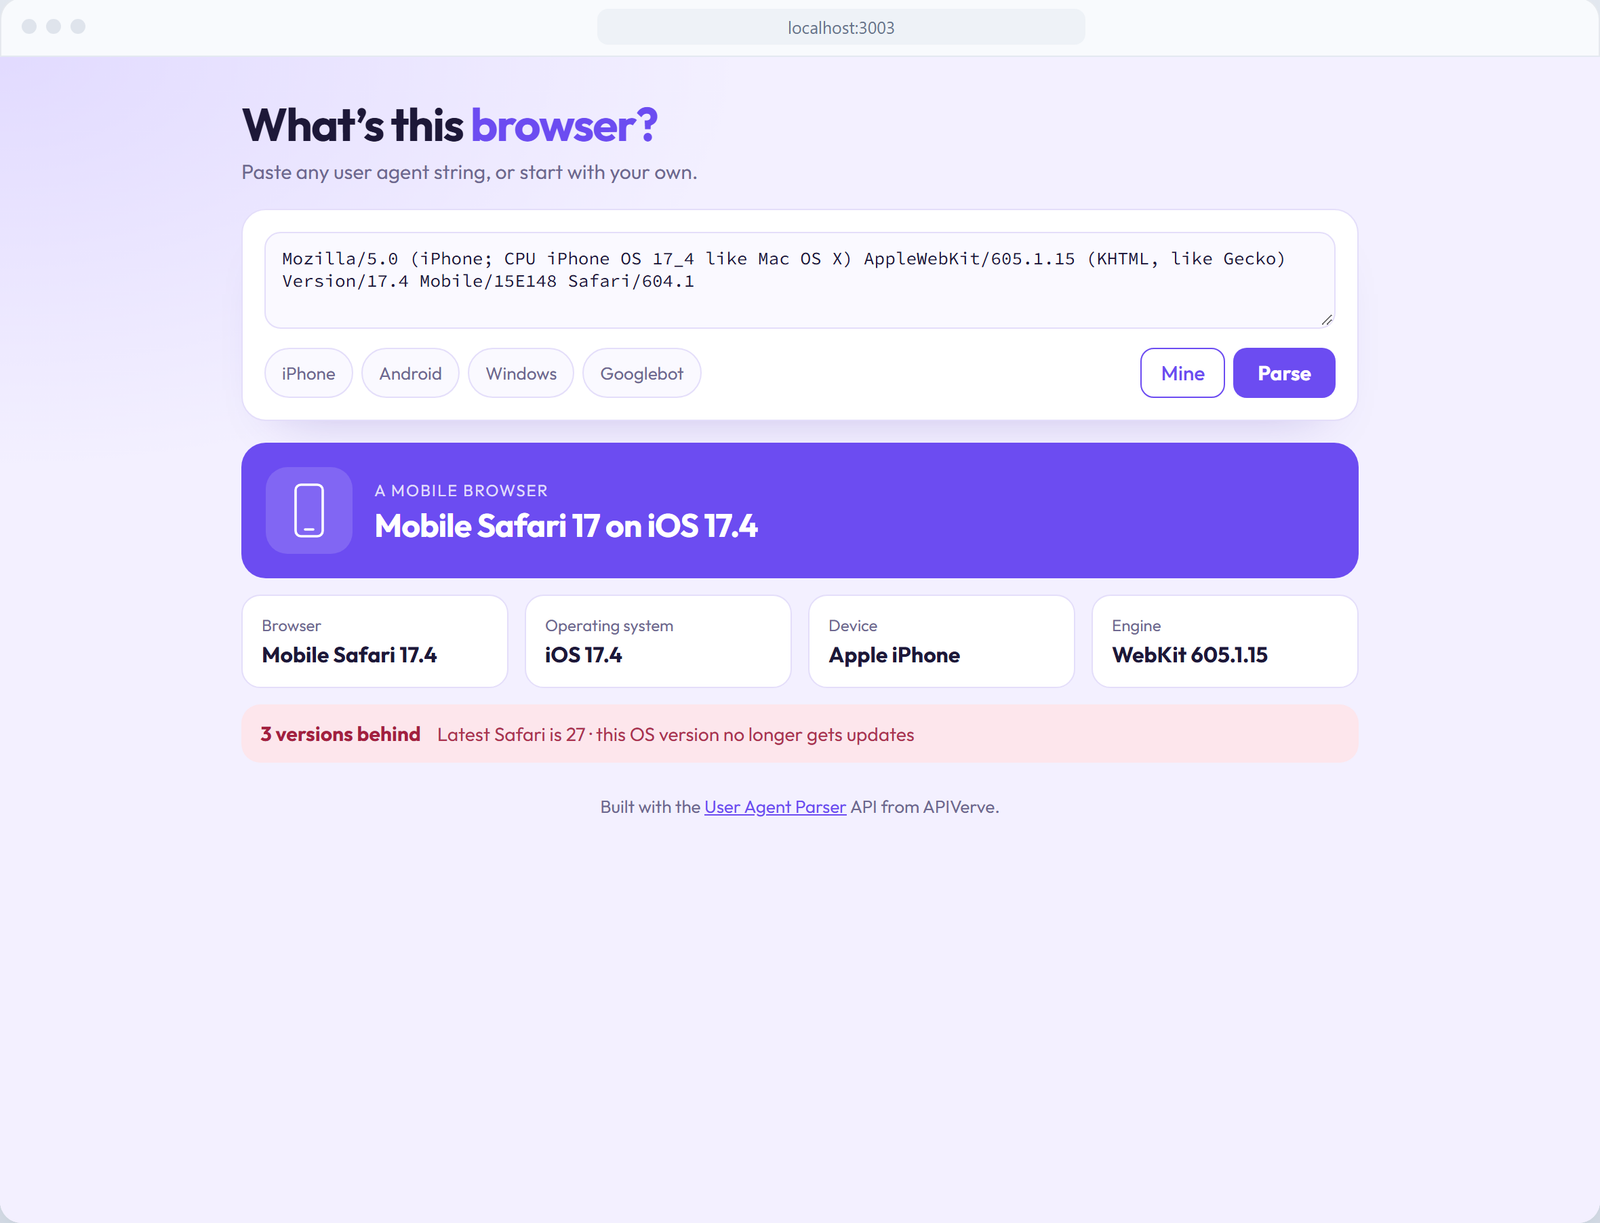 localhost:3003
What’s this browser?
Paste any user agent string, or start with your own.
Mozilla/5.0 (iPhone; CPU iPhone OS 17_4 like Mac OS X) AppleWebKit/605.1.15 (KHTML, like Gecko)
Version/17.4 Mobile/15E148 Safari/604.1
iPhone Android Windows Googlebot Mine Parse
A MOBILE BROWSER
Mobile Safari 17 on iOS 17.4
Browser Operating system Device Engine
Mobile Safari 17.4 iOS 17.4 Apple iPhone WebKit 605.1.15
3 versions behind Latest Safari is 27 · this OS version no longer gets updates
Built with the User Agent Parser API from APIVerve.